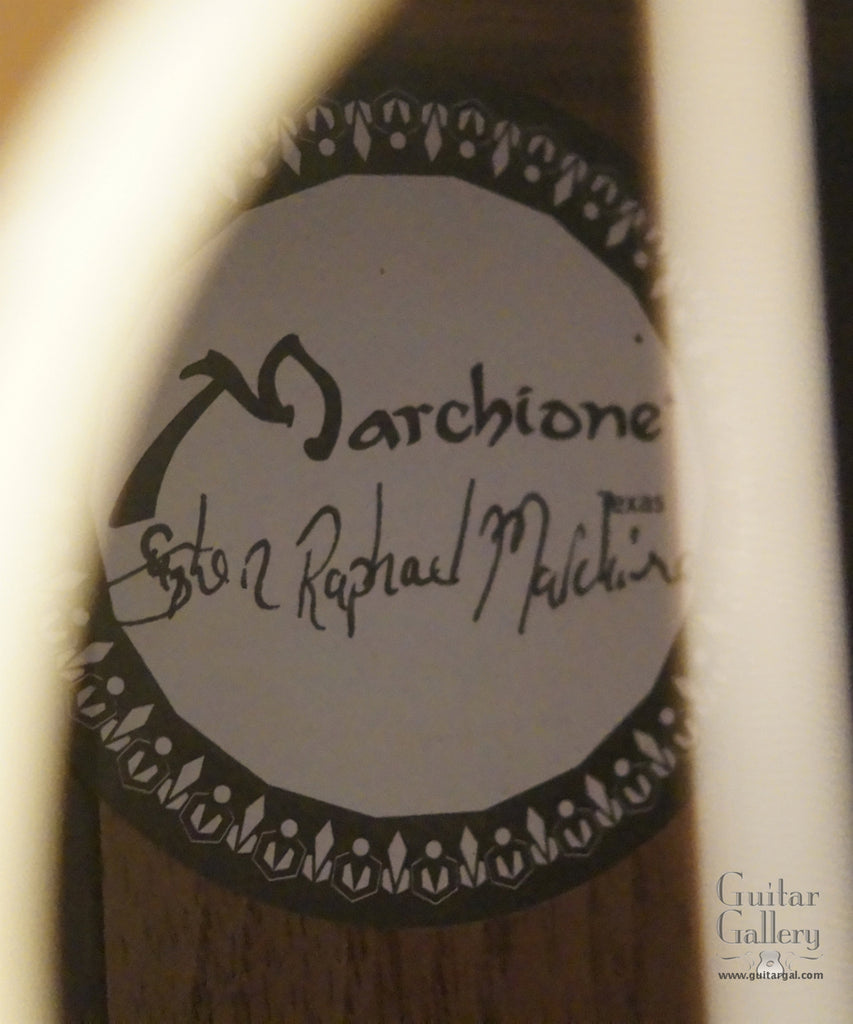 Marchione
Texas
Stephen Raphael Marchione
Guitar
Gallery
www.guitargal.com